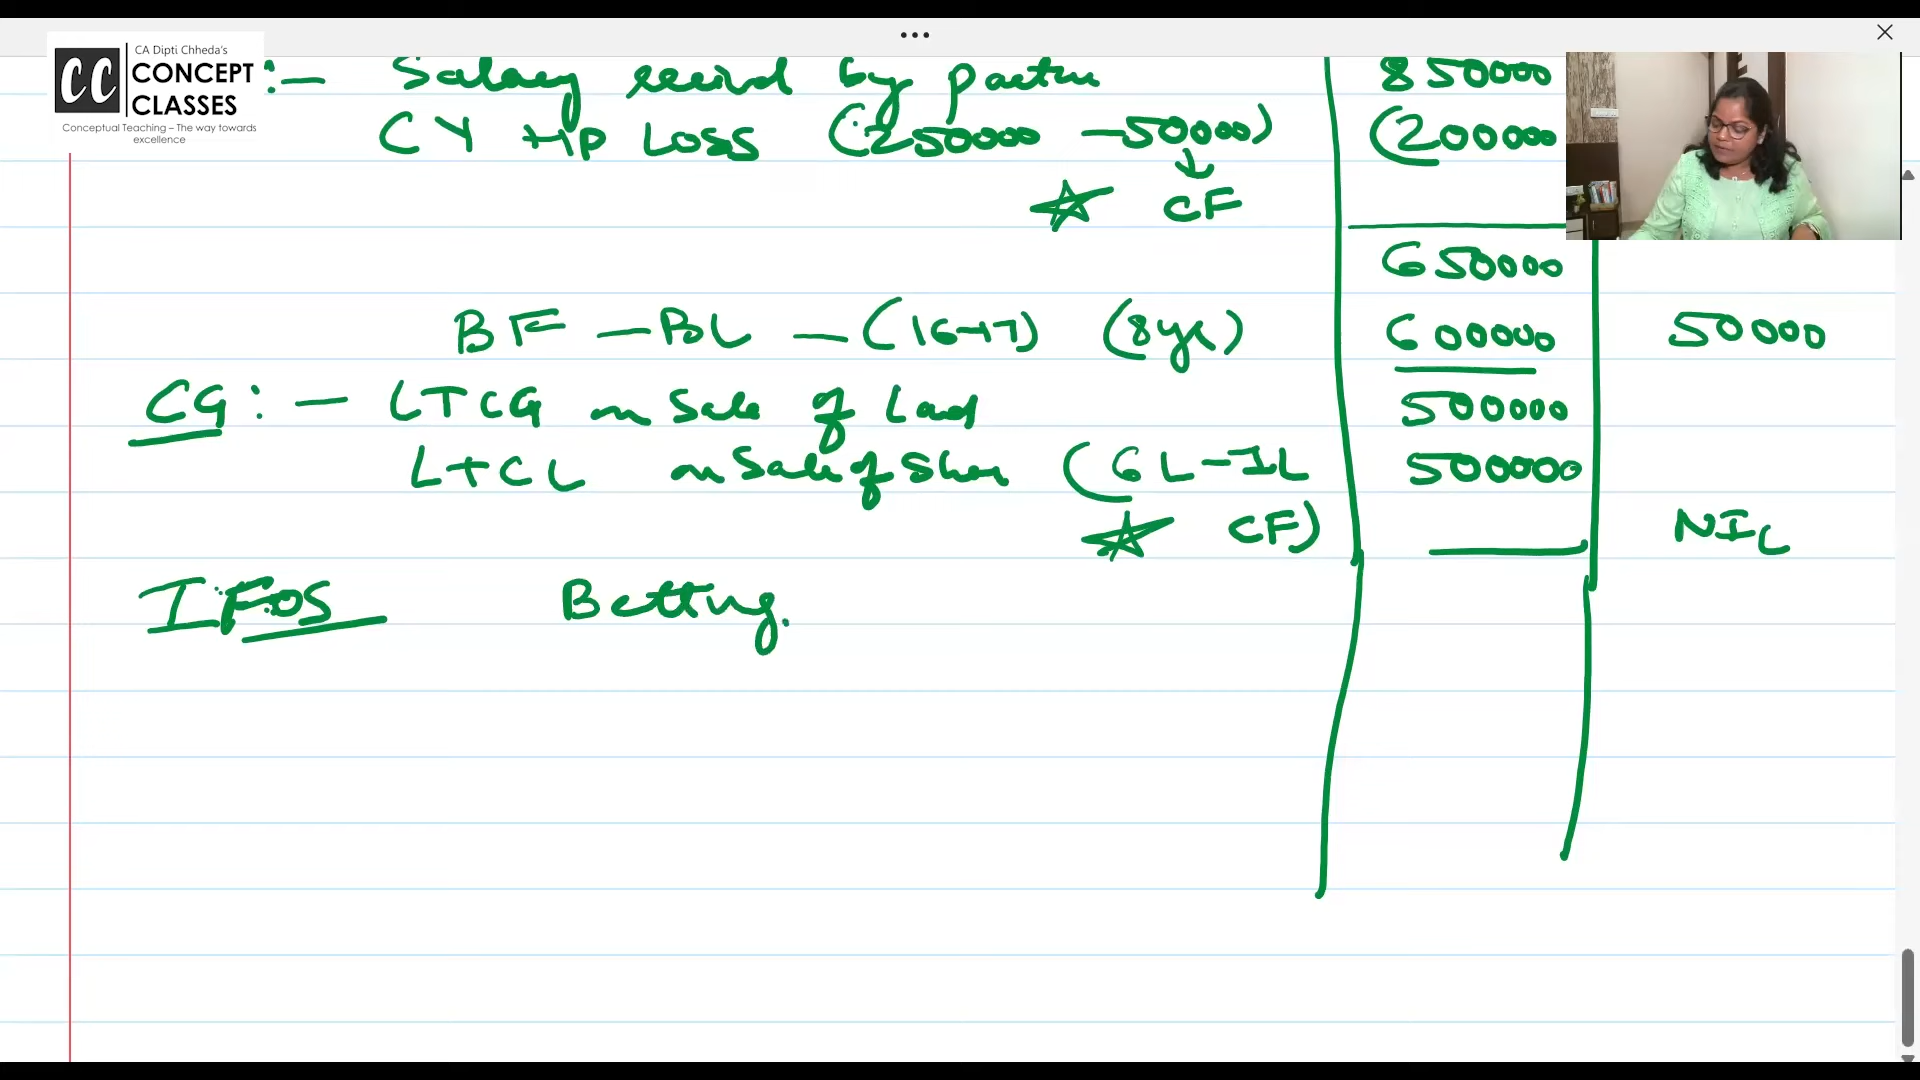 CA Dipti Chheda's
CC CONCEPT
CLASSES
Conceptual Teaching – The way towards
excellence
:— Salary received by partner 850000
CY HP LOSS (250000 – 50000) (200000
↓
☆ CF
650000
BF – BL – (16-17) (8yr) 600000 50000
CG :— LTCG on Sale of Land 500000
LTCL on Sale of Share (6L–1L 500000
☆ CF) NIL
IFOS Betting.